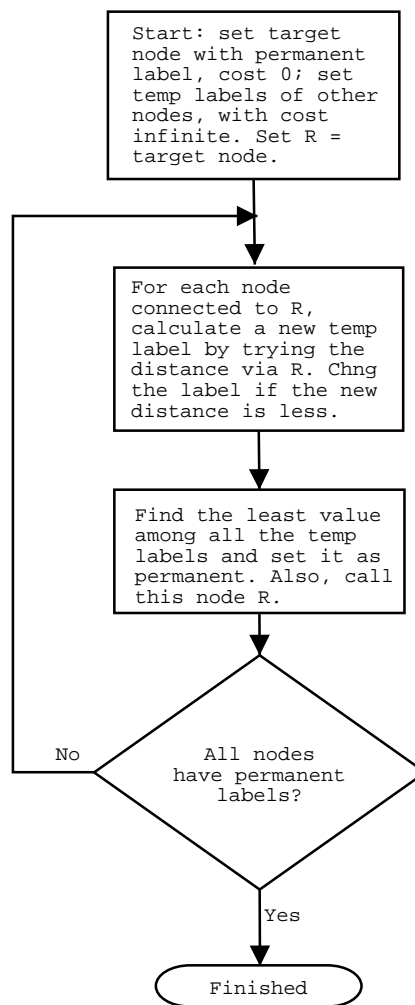 Start: set target
node with permanent
label, cost 0; set
temp labels of other
nodes, with cost
infinite. Set R =
target node.
For each node
connected to R,
calculate a new temp
label by trying the
distance via R. Chng
the label if the new
distance is less.
Find the least value
among all the temp
labels and set it as
permanent. Also, call
this node R.
No
All nodes
have permanent
labels?
Yes
Finished